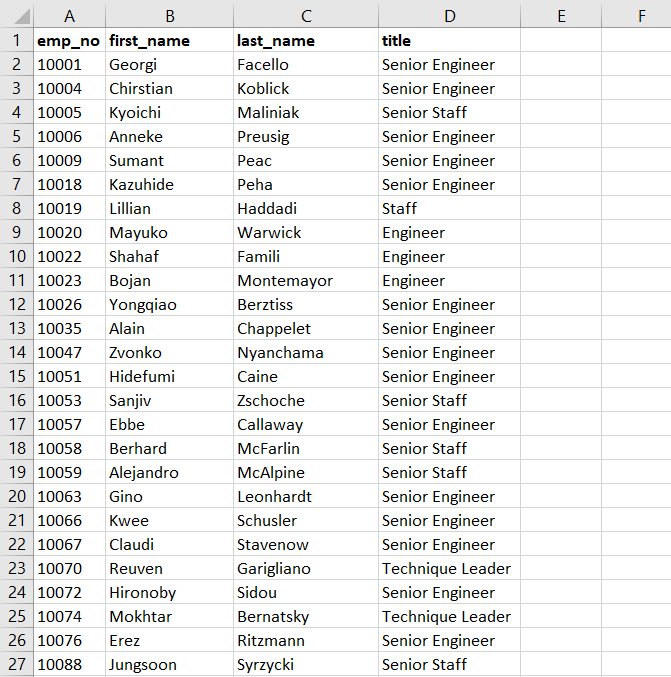 A B C D E F
1 emp_no first_name last_name title
2 10001 Georgi Facello Senior Engineer
3 10004 Chirstian Koblick Senior Engineer
4 10005 Kyoichi Maliniak Senior Staff
5 10006 Anneke Preusig Senior Engineer
6 10009 Sumant Peac Senior Engineer
7 10018 Kazuhide Peha Senior Engineer
8 10019 Lillian Haddadi Staff
9 10020 Mayuko Warwick Engineer
10 10022 Shahaf Famili Engineer
11 10023 Bojan Montemayor Engineer
12 10026 Yongqiao Berztiss Senior Engineer
13 10035 Alain Chappelet Senior Engineer
14 10047 Zvonko Nyanchama Senior Engineer
15 10051 Hidefumi Caine Senior Engineer
16 10053 Sanjiv Zschoche Senior Staff
17 10057 Ebbe Callaway Senior Engineer
18 10058 Berhard McFarlin Senior Staff
19 10059 Alejandro McAlpine Senior Staff
20 10063 Gino Leonhardt Senior Engineer
21 10066 Kwee Schusler Senior Engineer
22 10067 Claudi Stavenow Senior Engineer
23 10070 Reuven Garigliano Technique Leader
24 10072 Hironoby Sidou Senior Engineer
25 10074 Mokhtar Bernatsky Technique Leader
26 10076 Erez Ritzmann Senior Engineer
27 10088 Jungsoon Syrzycki Senior Staff